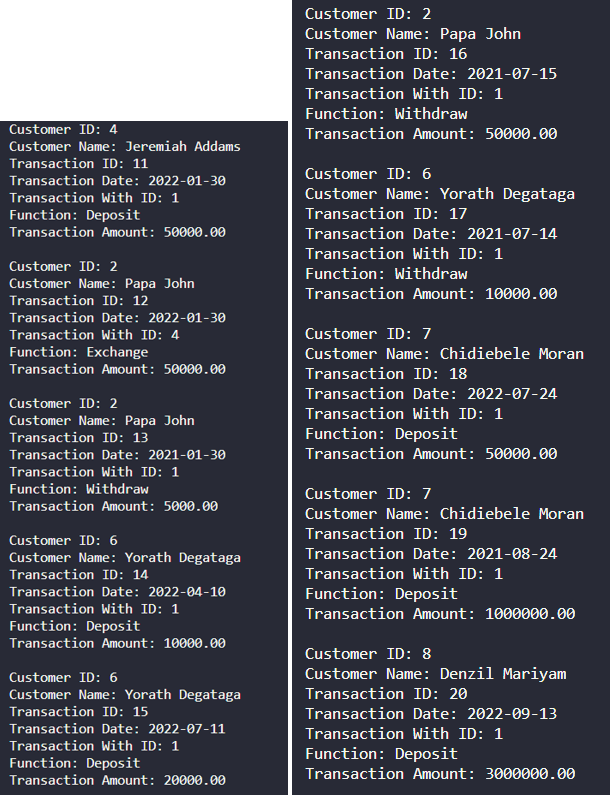 Customer ID: 4
Customer Name: Jeremiah Addams
Transaction ID: 11
Transaction Date: 2022-01-30
Transaction With ID: 1
Function: Deposit
Transaction Amount: 50000.00
Customer ID: 2
Customer Name: Papa John
Transaction ID: 12
Transaction Date: 2022-01-30
Transaction With ID: 4
Function: Exchange
Transaction Amount: 50000.00
Customer ID: 2
Customer Name: Papa John
Transaction ID: 13
Transaction Date: 2021-01-30
Transaction With ID: 1
Function: Withdraw
Transaction Amount: 5000.00
Customer ID: 6
Customer Name: Yorath Degataga
Transaction ID: 14
Transaction Date: 2022-04-10
Transaction With ID: 1
Function: Deposit
Transaction Amount: 10000.00
Customer ID: 6
Customer Name: Yorath Degataga
Transaction ID: 15
Transaction Date: 2022-07-11
Transaction With ID: 1
Function: Deposit
Transaction Amount: 20000.00
Customer ID: 2
Customer Name: Papa John
Transaction ID: 16
Transaction Date: 2021-07-15
Transaction With ID: 1
Function: Withdraw
Transaction Amount: 50000.00
Customer ID: 6
Customer Name: Yorath Degataga
Transaction ID: 17
Transaction Date: 2021-07-14
Transaction With ID: 1
Function: Withdraw
Transaction Amount: 10000.00
Customer ID: 7
Customer Name: Chidiebele Moran
Transaction ID: 18
Transaction Date: 2022-07-24
Transaction With ID: 1
Function: Deposit
Transaction Amount: 50000.00
Customer ID: 7
Customer Name: Chidiebele Moran
Transaction ID: 19
Transaction Date: 2021-08-24
Transaction With ID: 1
Function: Deposit
Transaction Amount: 1000000.00
Customer ID: 8
Customer Name: Denzil Mariyam
Transaction ID: 20
Transaction Date: 2022-09-13
Transaction With ID: 1
Function: Deposit
Transaction Amount: 3000000.00